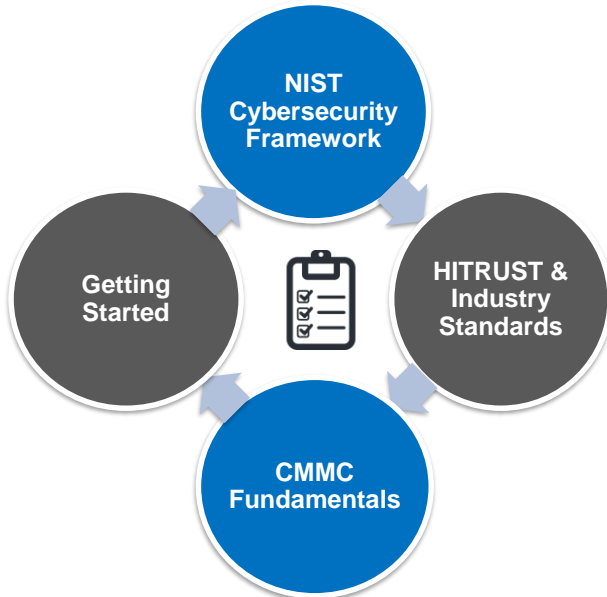 NIST
Cybersecurity
Framework
HITRUST &
Industry
Standards
CMMC
Fundamentals
Getting
Started